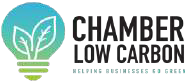 CHAMBER
LOW CARBON
HELPING BUSINESSES GO GREEN